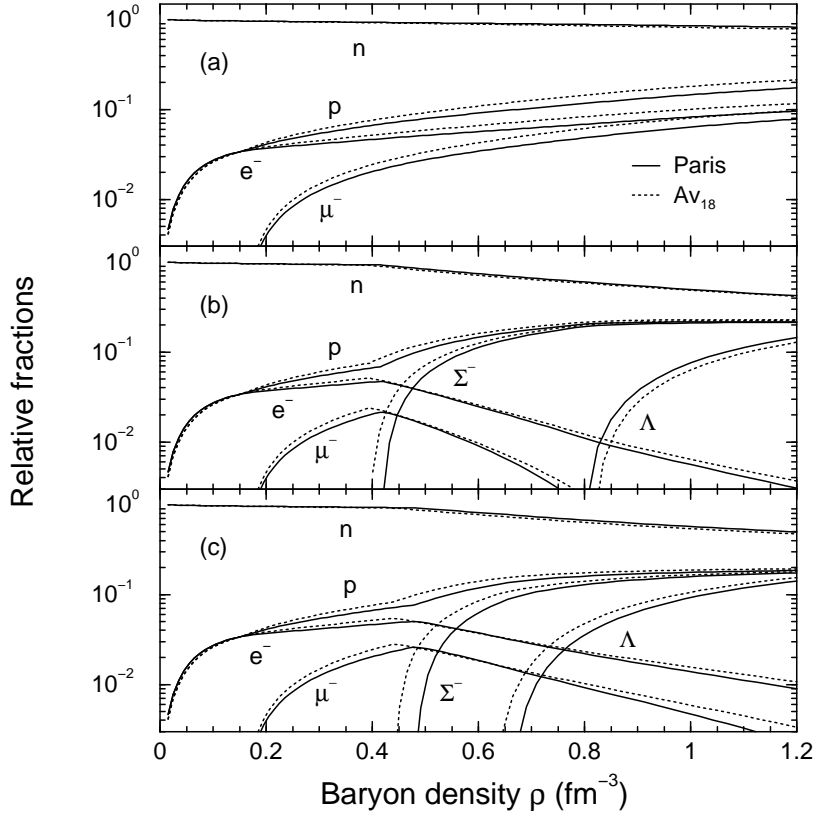 10⁰
n
(a)
p
10⁻¹
e⁻
μ⁻
Paris
Av₁₈
10⁻²
10⁰
n
(b)
p
10⁻¹
Σ⁻
e⁻
Λ
μ⁻
10⁻²
Relative fractions
10⁰
n
(c)
p
10⁻¹
e⁻
Λ
μ⁻
Σ⁻
10⁻²
0 0.2 0.4 0.6 0.8 1 1.2
Baryon density ρ (fm⁻³)